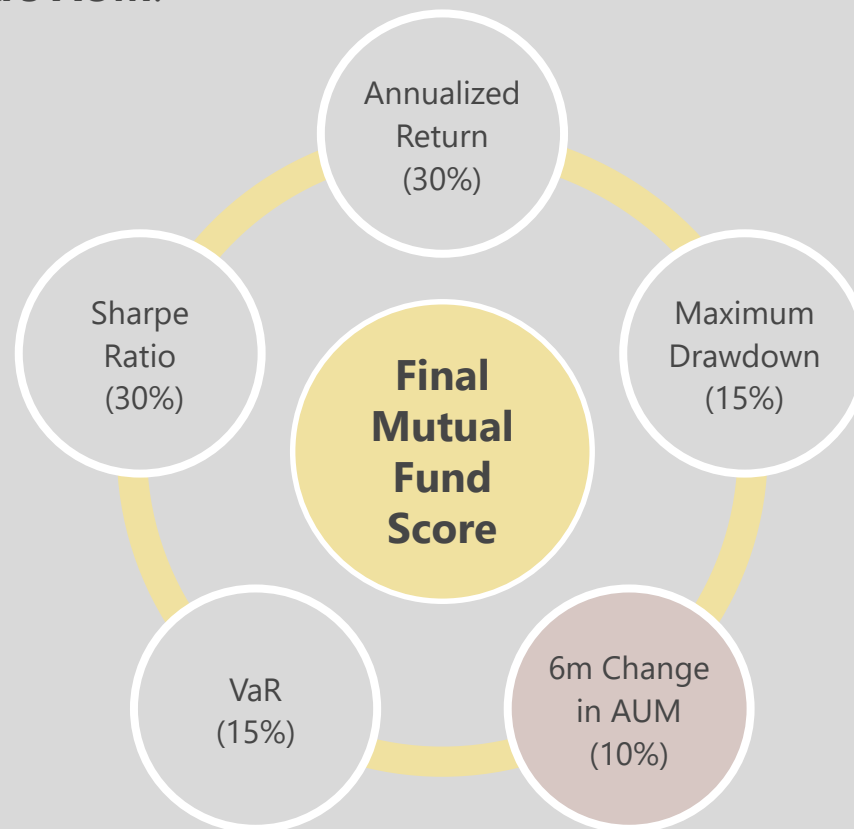 Annualized
Return
(30%)
Sharpe
Ratio
(30%)
Maximum
Drawdown
(15%)
Final
Mutual
Fund
Score
VaR
(15%)
6m Change
in AUM
(10%)